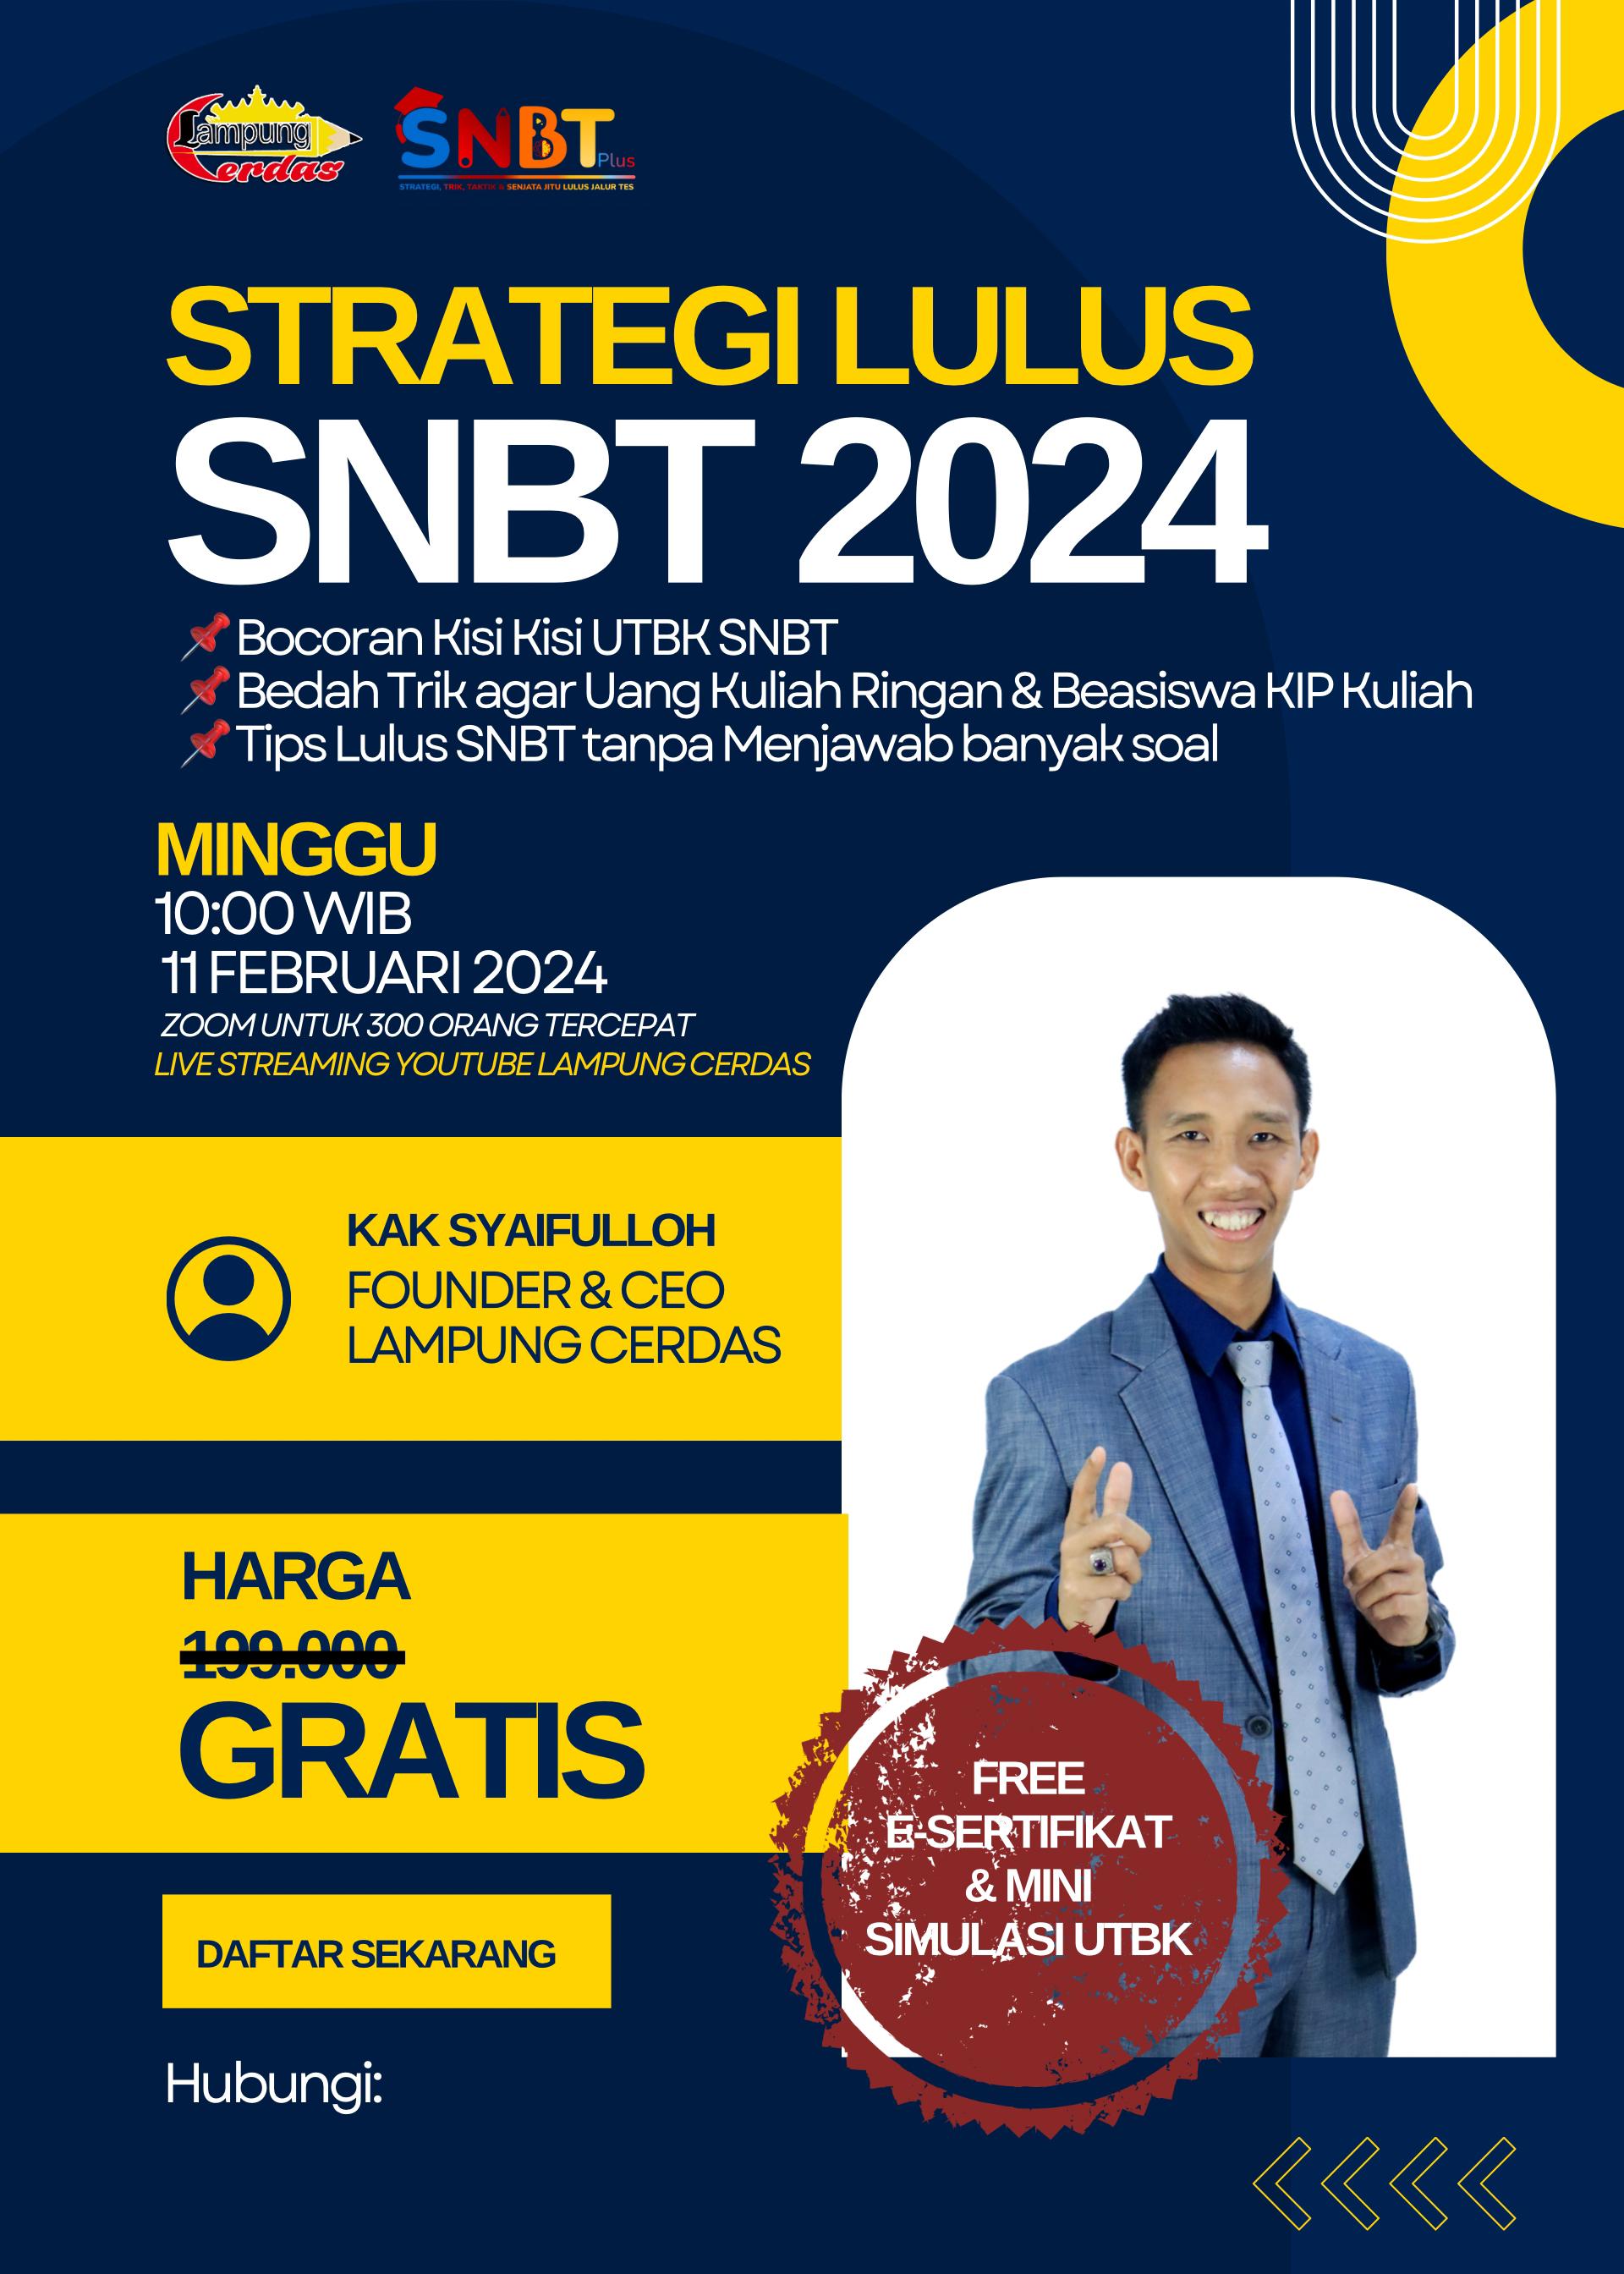 Lampung
Cerdas
SNBT Plus
STRATEGI, TRIK, TAKTIK & SENJATA JITU LULUS JALUR TES
STRATEGI LULUS
SNBT 2024
Bocoran Kisi Kisi UTBK SNBT
Bedah Trik agar Uang Kuliah Ringan & Beasiswa KIP Kuliah
Tips Lulus SNBT tanpa Menjawab banyak soal
MINGGU
10:00 WIB
11 FEBRUARI 2024
ZOOM UNTUK 300 ORANG TERCEPAT
LIVE STREAMING YOUTUBE LAMPUNG CERDAS
KAK SYAIFULLOH
FOUNDER & CEO
LAMPUNG CERDAS
HARGA
199.000
GRATIS
FREE
E-SERTIFIKAT
& MINI
SIMULASI UTBK
DAFTAR SEKARANG
Hubungi: